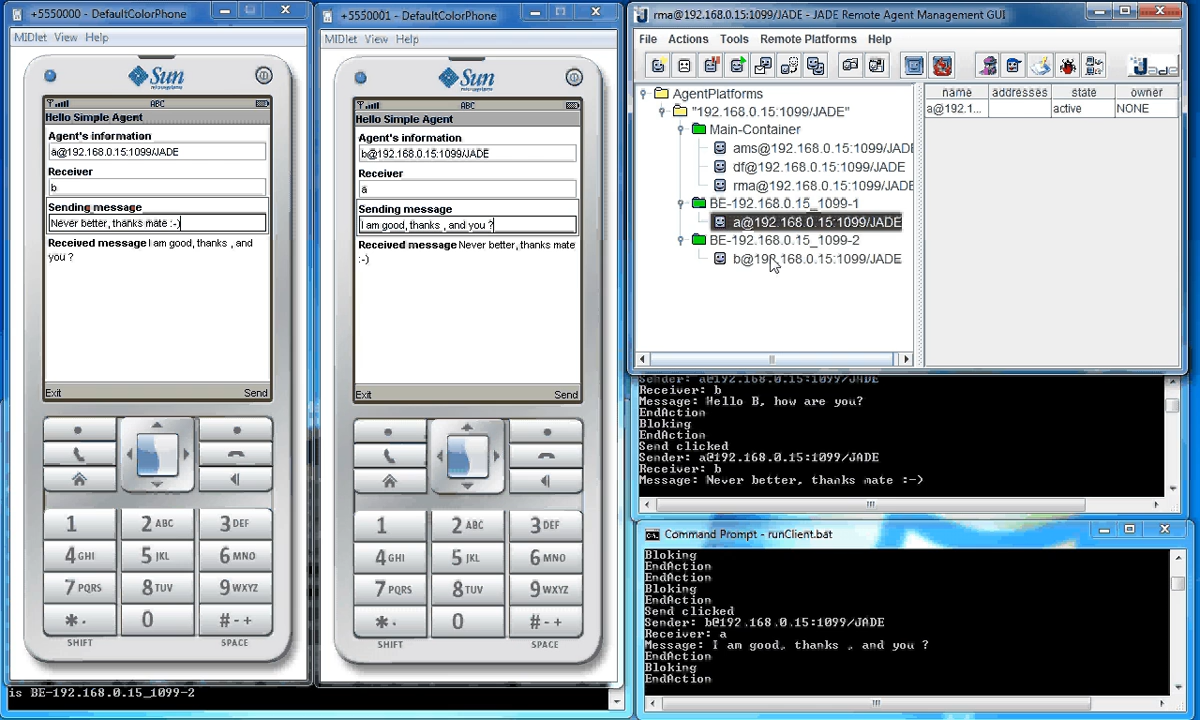 +5550000 - DefaultColorPhone
MIDlet View Help
Sun
microsystems
ABC
Hello Simple Agent
Agent's information
a@192.168.0.15:1099/JADE
Receiver
b
Sending message
Never better, thanks mate :-)
Received message I am good, thanks , and
you ?
Exit Send
1 2 ABC 3 DEF
4 GHI 5 JKL 6 MNO
7 PQRS 8 TUV 9 WXYZ
*. 0 #-+
SHIFT SPACE
is BE-192.168.0.15_1099-2
+5550001 - DefaultColorPhone
MIDlet View Help
Sun
microsystems
ABC
Hello Simple Agent
Agent's information
b@192.168.0.15:1099/JADE
Receiver
a
Sending message
I am good, thanks , and you ?
Received message Never better, thanks mate
:-)
Exit Send
1 2 ABC 3 DEF
4 GHI 5 JKL 6 MNO
7 PQRS 8 TUV 9 WXYZ
*. 0 #-+
SHIFT SPACE
rma@192.168.0.15:1099/JADE - JADE Remote Agent Management GUI
File Actions Tools Remote Platforms Help
Jade
AgentPlatforms
"192.168.0.15:1099/JADE"
Main-Container
ams@192.168.0.15:1099/JADE
df@192.168.0.15:1099/JADE
rma@192.168.0.15:1099/JADE
BE-192.168.0.15_1099-1
a@192.168.0.15:1099/JADE
BE-192.168.0.15_1099-2
b@192.168.0.15:1099/JADE
name addresses state owner
a@192.1... active NONE
Sender: a@192.168.0.15:1099/JADE
Receiver: b
Message: Hello B, how are you?
EndAction
Bloking
EndAction
Send clicked
Sender: a@192.168.0.15:1099/JADE
Receiver: b
Message: Never better, thanks mate :-)
Command Prompt - runClient.bat
Bloking
EndAction
EndAction
Bloking
EndAction
Send clicked
Sender: b@192.168.0.15:1099/JADE
Receiver: a
Message: I am good, thanks , and you ?
EndAction
Bloking
EndAction